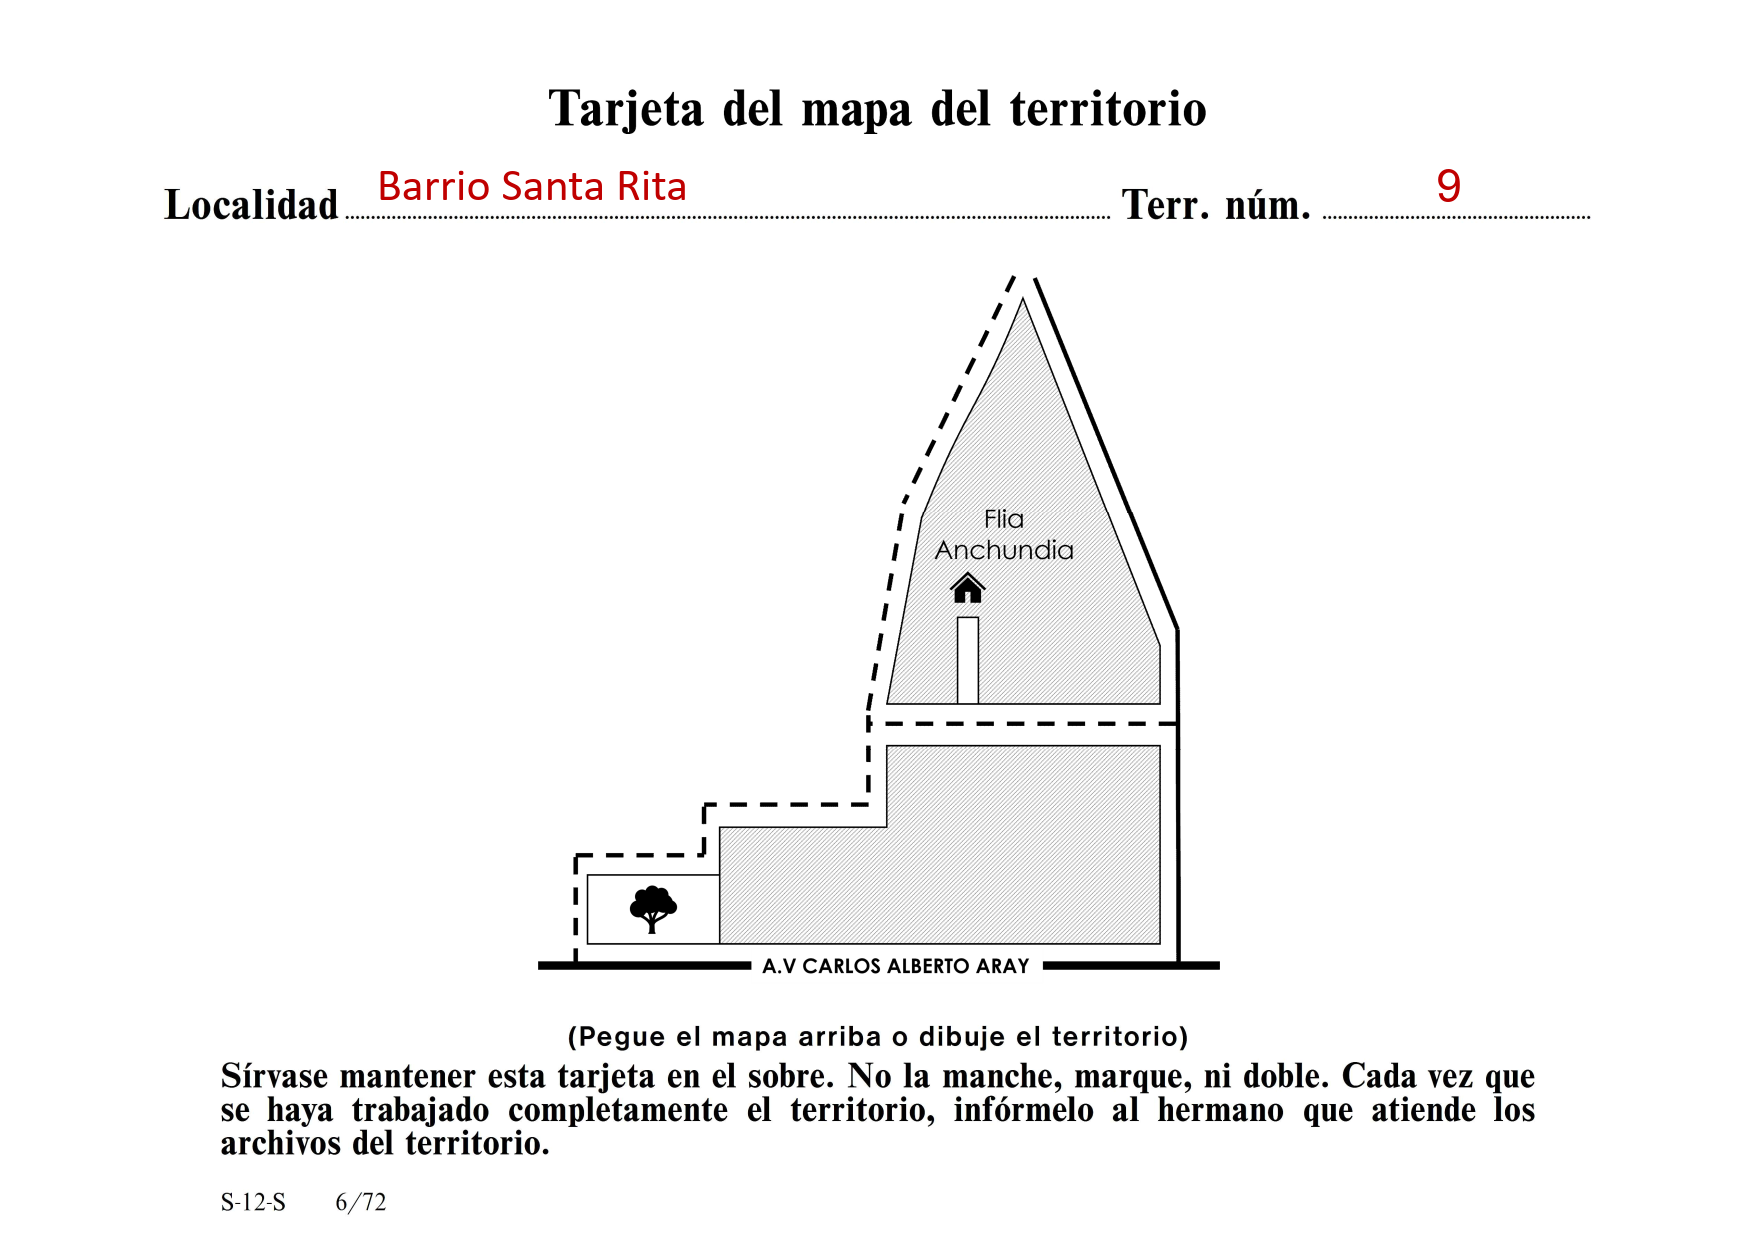 Tarjeta del mapa del territorio
Localidad Barrio Santa Rita Terr. núm. 9
Flia
Anchundia
A.V CARLOS ALBERTO ARAY
(Pegue el mapa arriba o dibuje el territorio)
Sírvase mantener esta tarjeta en el sobre. No la manche, marque, ni doble. Cada vez que
se haya trabajado completamente el territorio, infórmelo al hermano que atiende los
archivos del territorio.
S-12-S 6/72